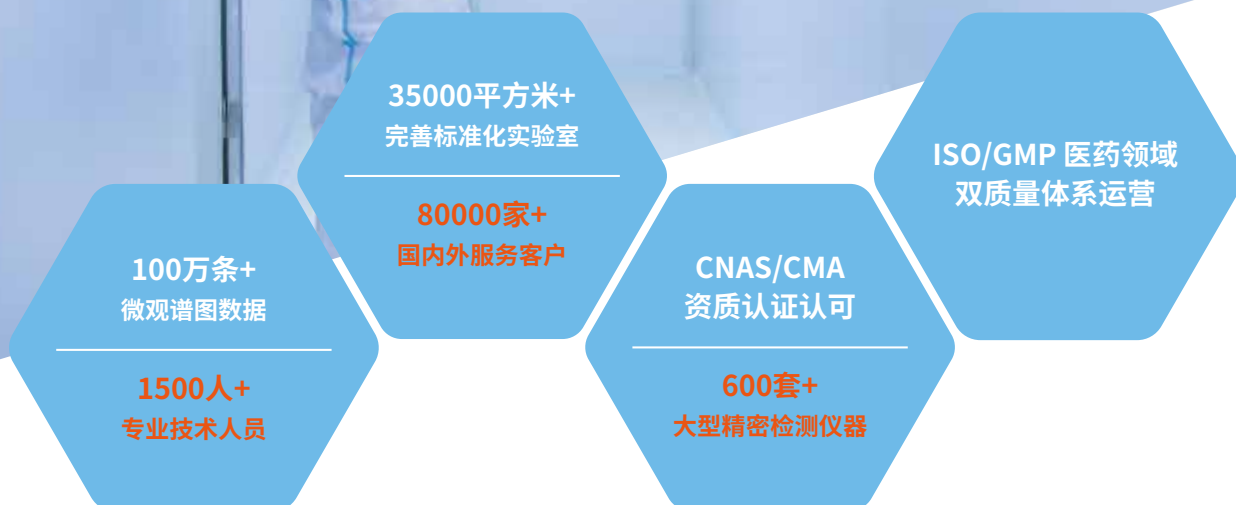 100万条+
微观谱图数据
1500人+
专业技术人员
35000平方米+
完善标准化实验室
80000家+
国内外服务客户
CNAS/CMA
资质认证认可
600套+
大型精密检测仪器
ISO/GMP 医药领域
双质量体系运营